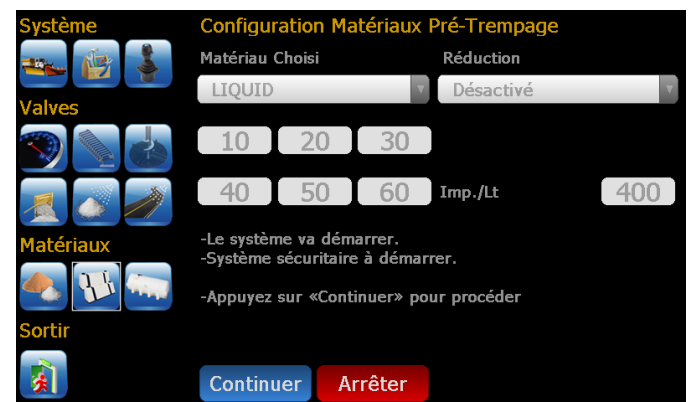 Système
Valves
Matériaux
Sortir
Configuration Matériaux Pré-Trempage
Matériau Choisi Réduction
LIQUID Désactivé
10 20 30
40 50 60 Imp./Lt 400
-Le système va démarrer.
-Système sécuritaire à démarrer.
-Appuyez sur «Continuer» pour procéder
Continuer Arrêter